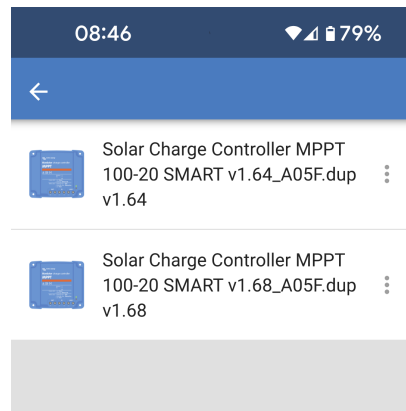 08:46
79%
Solar Charge Controller MPPT
100-20 SMART v1.64_A05F.dup
v1.64
Solar Charge Controller MPPT
100-20 SMART v1.68_A05F.dup
v1.68